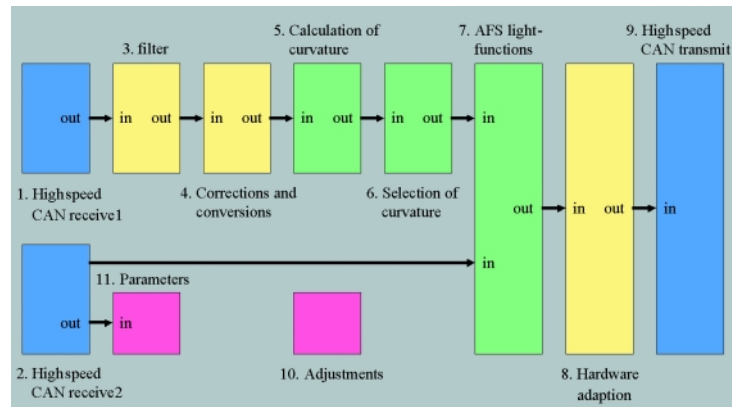 5. Calculation of
curvature
7. AFS light-
functions
9. Highspeed
CAN transmit
3. filter
out
in out
in out
in out
in out
in
1. Highspeed
CAN receive1
4. Corrections and
conversions
6. Selection of
curvature
out
in out
in
in
11. Parameters
out
in
2. Highspeed
CAN receive2
10. Adjustments
8. Hardware
adaption